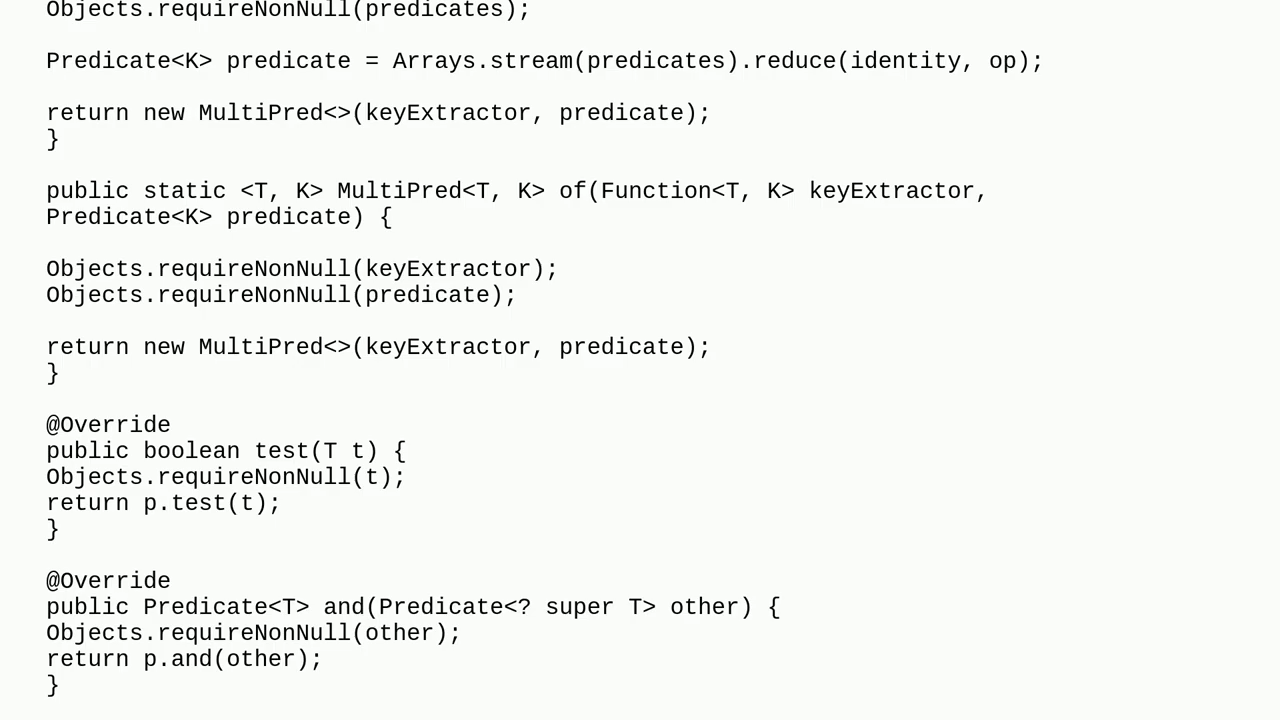 Objects.requireNonNull(predicates);
Predicate<K> predicate = Arrays.stream(predicates).reduce(identity, op);
return new MultiPred<>(keyExtractor, predicate);
}
public static <T, K> MultiPred<T, K> of(Function<T, K> keyExtractor,
Predicate<K> predicate) {
Objects.requireNonNull(keyExtractor);
Objects.requireNonNull(predicate);
return new MultiPred<>(keyExtractor, predicate);
}
@Override
public boolean test(T t) {
Objects.requireNonNull(t);
return p.test(t);
}
@Override
public Predicate<T> and(Predicate<? super T> other) {
Objects.requireNonNull(other);
return p.and(other);
}